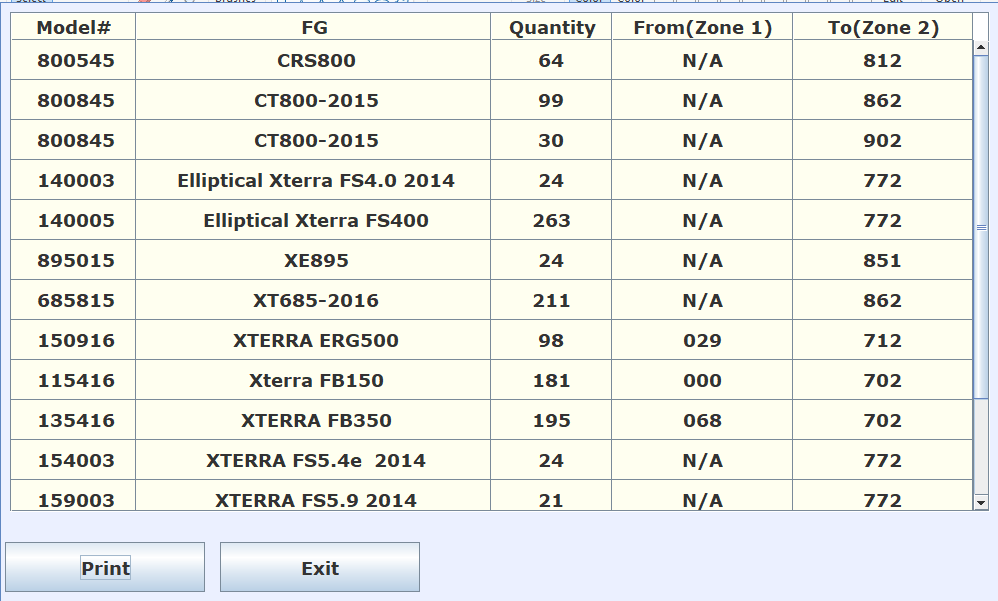 Model# FG Quantity From(Zone 1) To(Zone 2)
800545 CRS800 64 N/A 812
800845 CT800-2015 99 N/A 862
800845 CT800-2015 30 N/A 902
140003 Elliptical Xterra FS4.0 2014 24 N/A 772
140005 Elliptical Xterra FS400 263 N/A 772
895015 XE895 24 N/A 851
685815 XT685-2016 211 N/A 862
150916 XTERRA ERG500 98 029 712
115416 Xterra FB150 181 000 702
135416 XTERRA FB350 195 068 702
154003 XTERRA FS5.4e  2014 24 N/A 772
159003 XTERRA FS5.9 2014 21 N/A 772
Print Exit